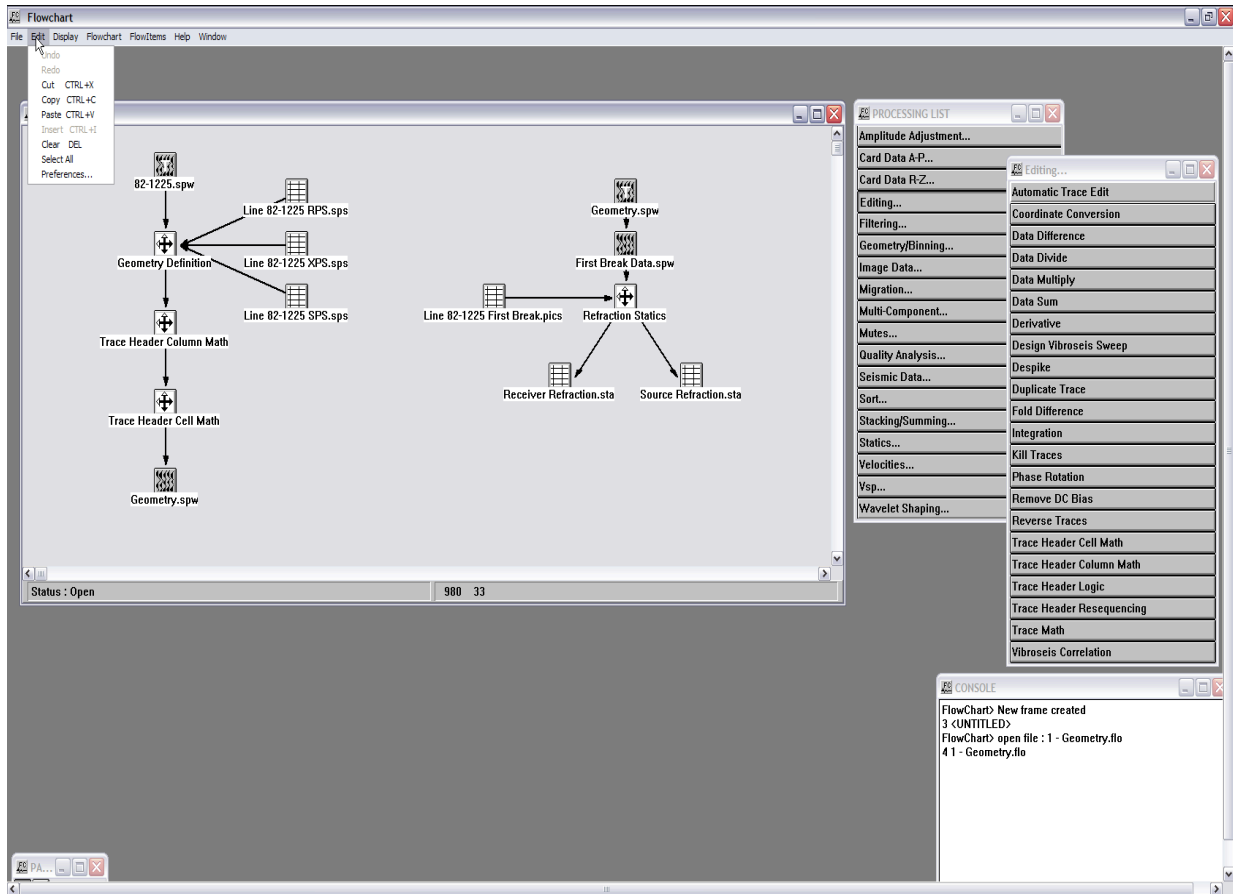 Flowchart
File Edit Display Flowchart FlowItems Help Window
Undo
Redo
Cut CTRL+X
Copy CTRL+C
Paste CTRL+V
Insert CTRL+I
Clear DEL
Select All
Preferences...
82-1225.spw
Line 82-1225 RPS.sps
Geometry Definition
Line 82-1225 XPS.sps
Line 82-1225 SPS.sps
Trace Header Column Math
Trace Header Cell Math
Geometry.spw
Geometry.spw
First Break Data.spw
Line 82-1225 First Break.pics
Refraction Statics
Receiver Refraction.sta
Source Refraction.sta
Status : Open
980 33
PROCESSING LIST
Amplitude Adjustment...
Card Data A-P...
Card Data R-Z...
Editing...
Filtering...
Geometry/Binning...
Image Data...
Migration...
Multi-Component...
Mutes...
Quality Analysis...
Seismic Data...
Sort...
Stacking/Summing...
Statics...
Velocities...
Vsp...
Wavelet Shaping...
Editing...
Automatic Trace Edit
Coordinate Conversion
Data Difference
Data Divide
Data Multiply
Data Sum
Derivative
Design Vibroseis Sweep
Despike
Duplicate Trace
Fold Difference
Integration
Kill Traces
Phase Rotation
Remove DC Bias
Reverse Traces
Trace Header Cell Math
Trace Header Column Math
Trace Header Logic
Trace Header Resequencing
Trace Math
Vibroseis Correlation
CONSOLE
FlowChart> New frame created
3 <UNTITLED>
FlowChart> open file : 1 - Geometry.flo
4 1 - Geometry.flo
PA...